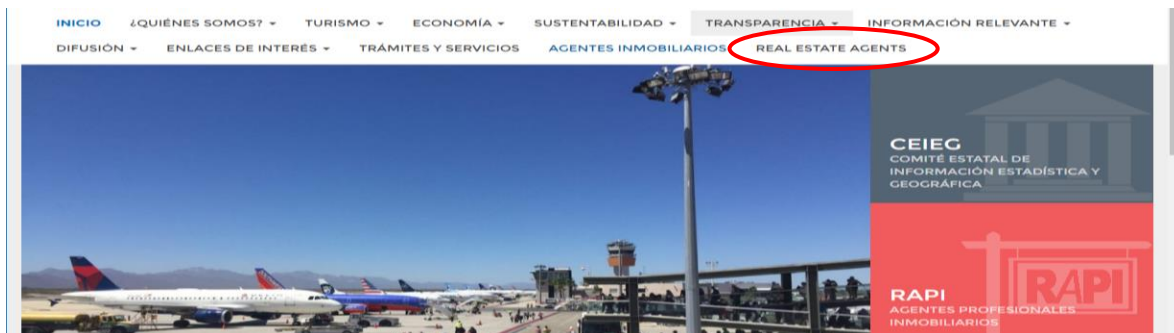 INICIO ¿QUIÉNES SOMOS? TURISMO ECONOMÍA SUSTENTABILIDAD TRANSPARENCIA INFORMACIÓN RELEVANTE
DIFUSIÓN ENLACES DE INTERÉS TRÁMITES Y SERVICIOS AGENTES INMOBILIARIOS REAL ESTATE AGENTS
CEIEG
COMITÉ ESTATAL DE
INFORMACIÓN ESTADÍSTICA Y
GEOGRÁFICA
RAPI
RAPI
AGENTES PROFESIONALES
INMOBILIARIOS